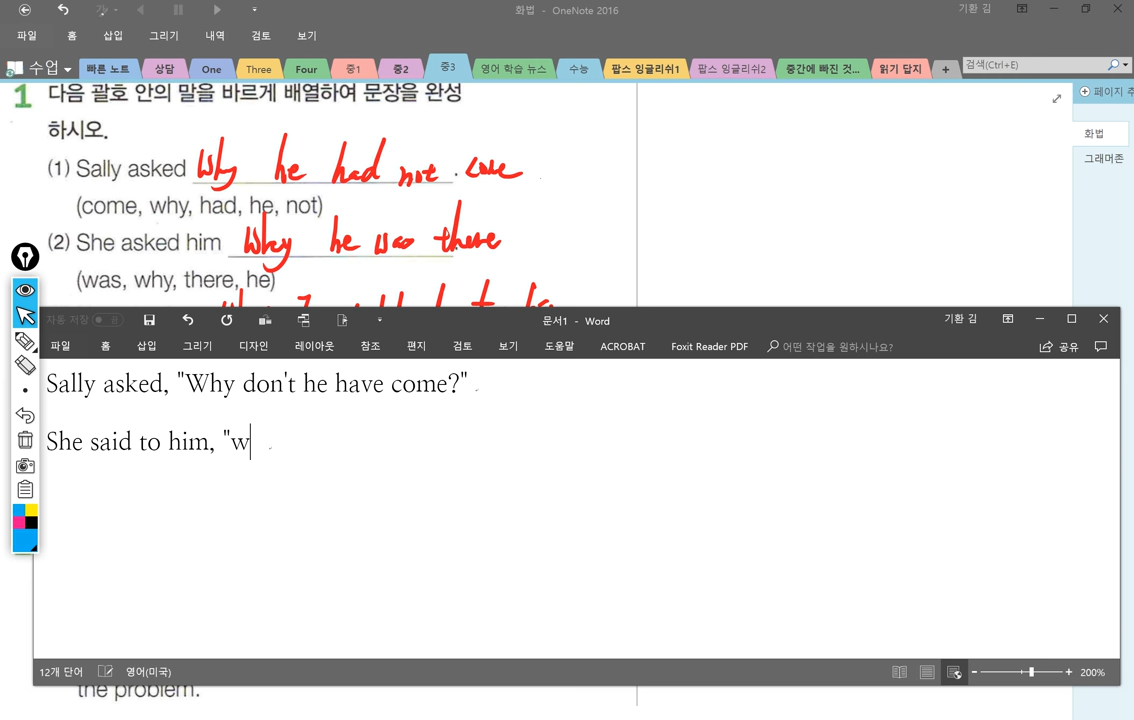 화법 - OneNote 2016
기환 김
파일 홈 삽입 그리기 내역 검토 보기
수업 빠른 노트 상담 One Three Four 중1 중2 중3 영어 학습 뉴스 수능 팝스 잉글리쉬1 팝스 잉글리쉬2 중간에 빠진 것... 읽기 답지 + 검색(Ctrl+E)
페이지 추
화법
그래머존
1 다음 괄호 안의 말을 바르게 배열하여 문장을 완성
하시오.
(1) Sally asked why he had not come.
(come, why, had, he, not)
(2) She asked him why he was there.
(was, why, there, he)
자동 저장 문서1 - Word 기환 김
파일 홈 삽입 그리기 디자인 레이아웃 참조 편지 검토 보기 도움말 ACROBAT Foxit Reader PDF 어떤 작업을 원하시나요? 공유
Sally asked, "Why don't he have come?"
She said to him, "w
12개 단어 영어(미국) 200%
the problem.